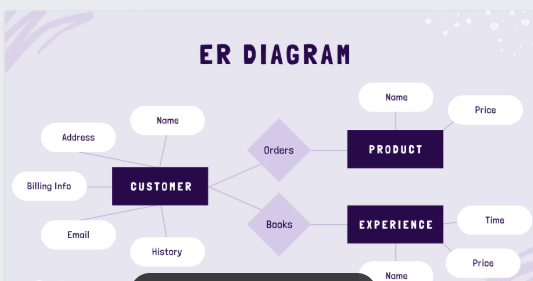 ER DIAGRAM
Name
Price
Name
Address
Orders
PRODUCT
Billing Info
CUSTOMER
Books
EXPERIENCE
Time
Email
History
Price
Name